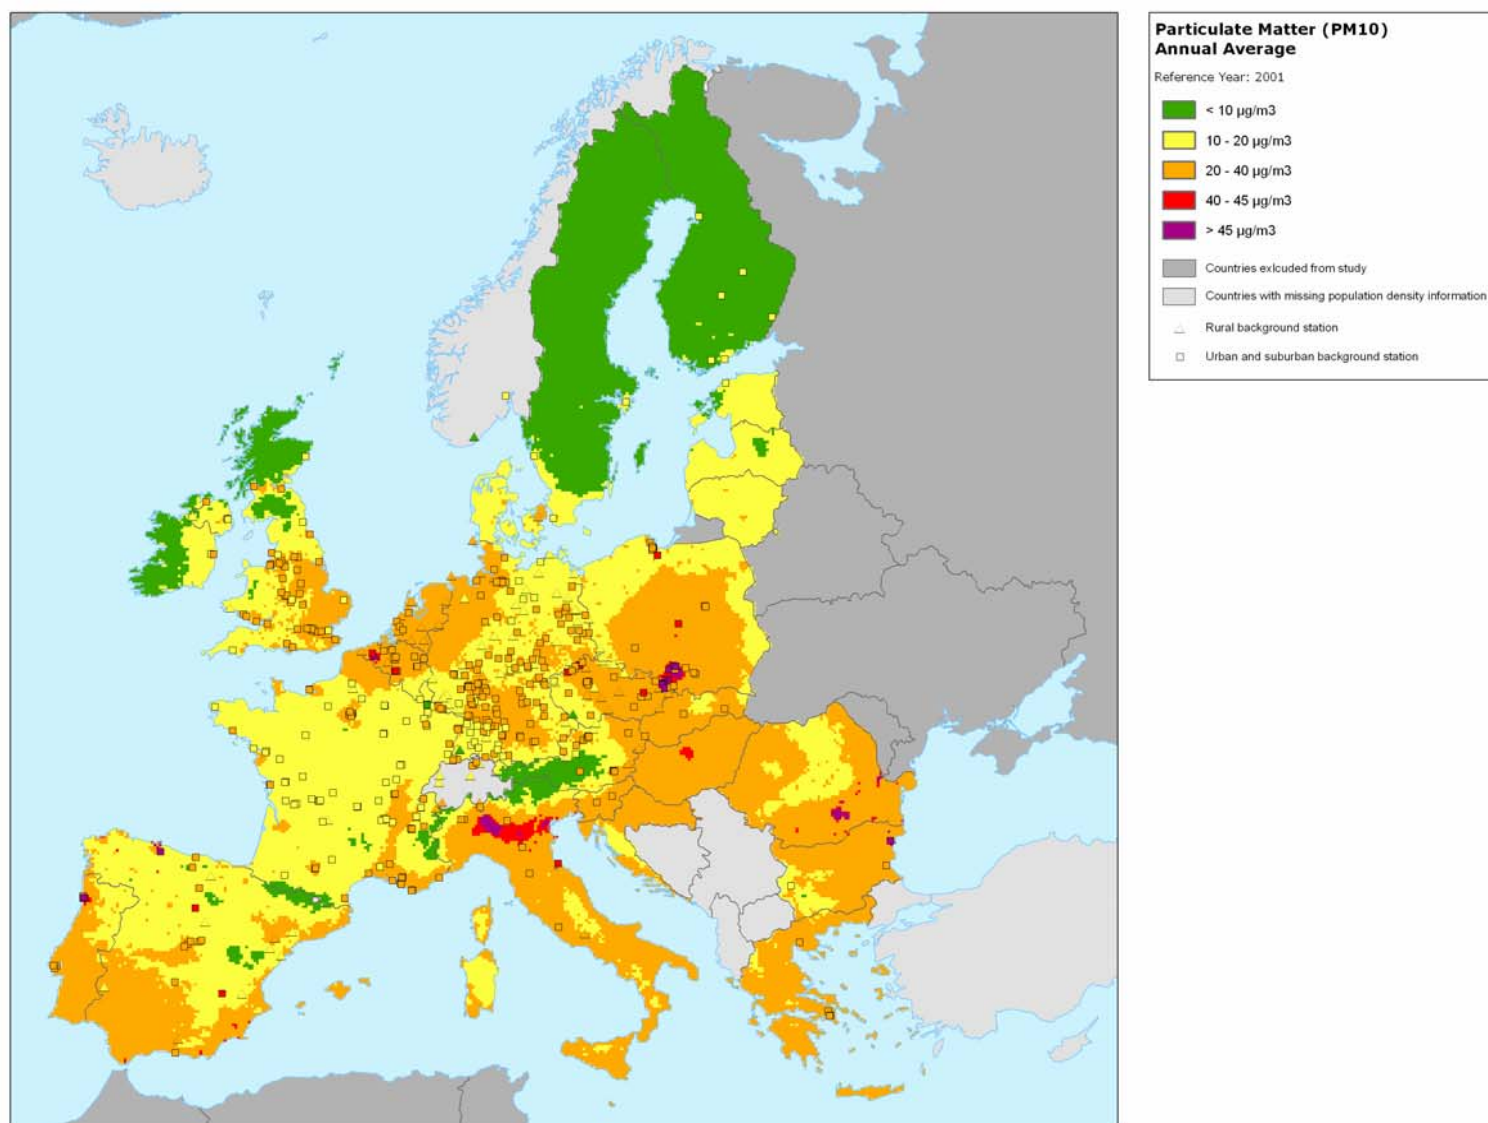 Particulate Matter (PM10)
Annual Average
Reference Year: 2001
< 10 µg/m3
10 - 20 µg/m3
20 - 40 µg/m3
40 - 45 µg/m3
> 45 µg/m3
Countries exlcuded from study
Countries with missing population density information
Rural background station
Urban and suburban background station